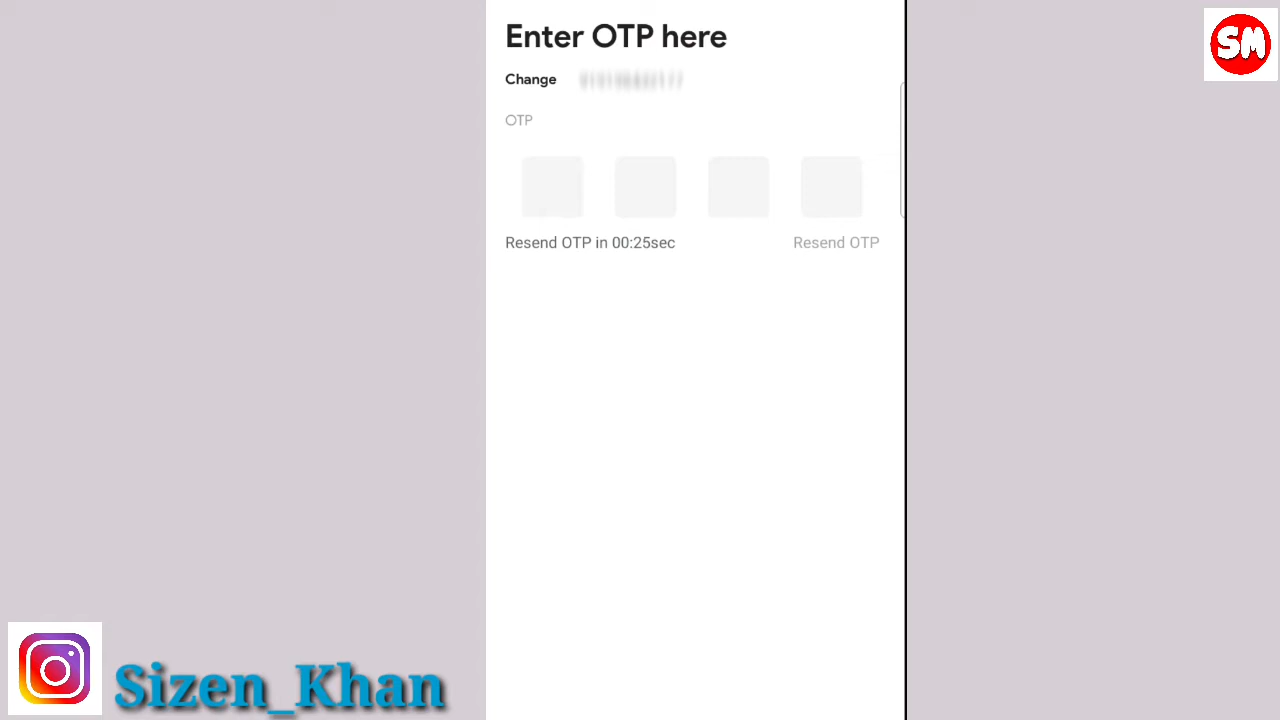 Enter OTP here
Change
OTP
Resend OTP in 00:25sec
Resend OTP
SM
Sizen_Khan